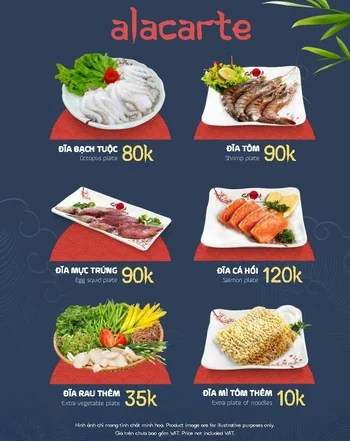 alacarte
ĐĨA BẠCH TUỘC 80k
Octopus plate
ĐĨA TÔM 90k
Shrimp plate
ĐĨA MỰC TRỨNG 90k
Egg squid plate
ĐĨA CÁ HỒI 120k
Salmon plate
ĐĨA RAU THÊM 35k
Extra vegetable plate
ĐĨA MÌ TÔM THÊM 10k
Extra plate of noodles
Hình ảnh chỉ mang tính chất minh hoạ. Product image are for illustrative purposes only.
Giá trên chưa bao gồm VAT. Price not included VAT.